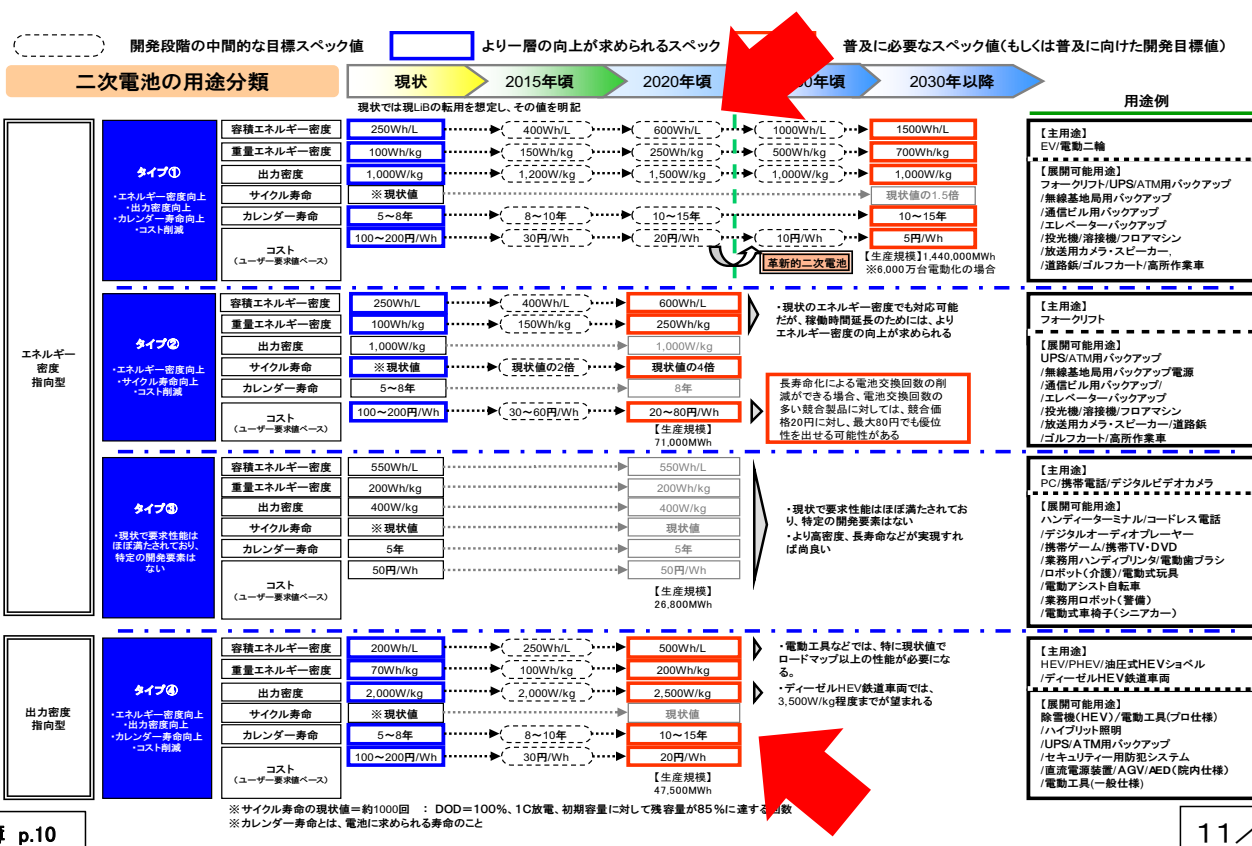 開発段階の中間的な目標スペック値
より一層の向上が求められるスペック
普及に必要なスペック値(もしくは普及に向けた開発目標値)
二次電池の用途分類
現状
2015年頃
2020年頃
年頃
2030年以降
用途例
現状では現LiBの転用を想定し、その値を明記
エネルギー
密度
指向型
タイプ①
・エネルギー密度向上
・出力密度向上
・カレンダー寿命向上
・コスト削減
容積エネルギー密度 250Wh/L 400Wh/L 600Wh/L 1000Wh/L 1500Wh/L
重量エネルギー密度 100Wh/kg 150Wh/kg 250Wh/kg 500Wh/kg 700Wh/kg
出力密度 1,000W/kg 1,200W/kg 1,500W/kg 1,000W/kg 1,000W/kg
サイクル寿命 ※現状値 現状値の1.5倍
カレンダー寿命 5~8年 8~10年 10~15年 10~15年
コスト
(ユーザー要求値ベース)
100~200円/Wh 30円/Wh 20円/Wh 10円/Wh 5円/Wh
革新的二次電池
【生産規模】1,440,000MWh
※6,000万台電動化の場合
【主用途】
EV/電動二輪
【展開可能用途】
フォークリフト/UPS/ATM用バックアップ
/無線基地局用バックアップ
/通信ビル用バックアップ
/エレベーターバックアップ
/投光機/溶接機/フロアマシン
/放送用カメラ・スピーカー,
/道路鋲/ゴルフカート/高所作業車
タイプ②
・エネルギー密度向上
・サイクル寿命向上
・コスト削減
容積エネルギー密度 250Wh/L 400Wh/L 600Wh/L
重量エネルギー密度 100Wh/kg 150Wh/kg 250Wh/kg
出力密度 1,000W/kg 1,000W/kg
サイクル寿命 ※現状値 現状値の2倍 現状値の4倍
カレンダー寿命 5~8年 8年
コスト
(ユーザー要求値ベース)
100~200円/Wh 30~60円/Wh 20~80円/Wh
【生産規模】
71,000MWh
・現状のエネルギー密度でも対応可能
だが、稼働時間延長のためには、より
エネルギー密度の向上が求められる
長寿命化による電池交換回数の削
減ができる場合、電池交換回数の
多い競合製品に対しては、競合価
格20円に対し、最大80円でも優位
性を出せる可能性がある
【主用途】
フォークリフト
【展開可能用途】
UPS/ATM用バックアップ
/無線基地局用バックアップ電源
/通信ビル用バックアップ/
/エレベーターバックアップ
/投光機/溶接機/フロアマシン
/放送用カメラ・スピーカー/道路鋲
/ゴルフカート/高所作業車
タイプ③
・現状で要求性能は
ほぼ満たされており、
特定の開発要素は
ない
容積エネルギー密度 550Wh/L 550Wh/L
重量エネルギー密度 200Wh/kg 200Wh/kg
出力密度 400W/kg 400W/kg
サイクル寿命 ※現状値 現状値
カレンダー寿命 5年 5年
コスト
(ユーザー要求値ベース)
50円/Wh 50円/Wh
【生産規模】
26,800MWh
・現状で要求性能はほぼ満たされてお
り、特定の開発要素はない
・より高密度、長寿命などが実現すれ
ば尚良い
【主用途】
PC/携帯電話/デジタルビデオカメラ
【展開可能用途】
ハンディーターミナル/コードレス電話
/デジタルオーディオプレーヤー
/携帯ゲーム/携帯TV・DVD
/業務用ハンディプリンタ/電動歯ブラシ
/ロボット(介護)/電動式玩具
/電動アシスト自転車
/業務用ロボット(警備)
/電動式車椅子(シニアカー)
出力密度
指向型
タイプ④
・エネルギー密度向上
・出力密度向上
・カレンダー寿命向上
・コスト削減
容積エネルギー密度 200Wh/L 250Wh/L 500Wh/L
重量エネルギー密度 70Wh/kg 100Wh/kg 200Wh/kg
出力密度 2,000W/kg 2,000W/kg 2,500W/kg
サイクル寿命 ※現状値 現状値
カレンダー寿命 5~8年 8~10年 10~15年
コスト
(ユーザー要求値ベース)
100~200円/Wh 30円/Wh 20円/Wh
【生産規模】
47,500MWh
・電動工具などでは、特に現状値で
ロードマップ以上の性能が必要にな
る。
・ディーゼルHEV鉄道車両では、
3,500W/kg程度までが望まれる
【主用途】
HEV/PHEV/油圧式HEVショベル
/ディーゼルHEV鉄道車両
【展開可能用途】
除雪機(HEV)/電動工具(プロ仕様)
/ハイブリット照明
/UPS/ATM用バックアップ
/セキュリティー用防犯システム
/直流電源装置/AGV/AED(院内仕様)
/電動工具(一般仕様)
※サイクル寿命の現状値=約1000回 : DOD=100%、1C放電、初期容量に対して残容量が85%に達する回数
※カレンダー寿命とは、電池に求められる寿命のこと
p.10
11/